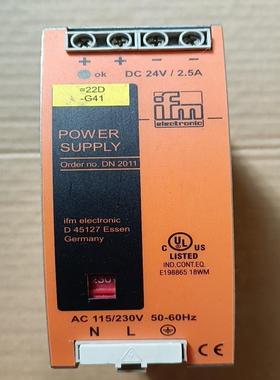 + + − −
ok DC 24V / 2.5A
=22D
-G41
ifm
electronic
POWER
SUPPLY
Order no. DN 2011
ifm electronic
D 45127 Essen
Germany
C UL US LISTED
IND.CONT.EQ.
E198865 18WM
AC 115/230V 50-60Hz
N L
CE